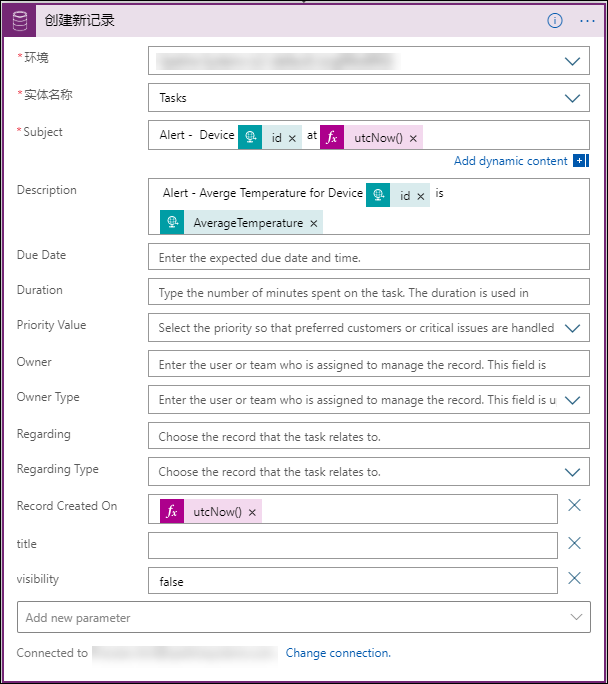 创建新记录
*环境
*实体名称 Tasks
*Subject Alert - Device id × at fx utcNow() ×
Add dynamic content
Description Alert - Averge Temperature for Device id × is
AverageTemperature ×
Due Date Enter the expected due date and time.
Duration Type the number of minutes spent on the task. The duration is used in
Priority Value Select the priority so that preferred customers or critical issues are handled
Owner Enter the user or team who is assigned to manage the record. This field is
Owner Type Enter the user or team who is assigned to manage the record. This field is u
Regarding Choose the record that the task relates to.
Regarding Type Choose the record that the task relates to.
Record Created On fx utcNow() ×
title
visibility false
Add new parameter
Connected to Change connection.